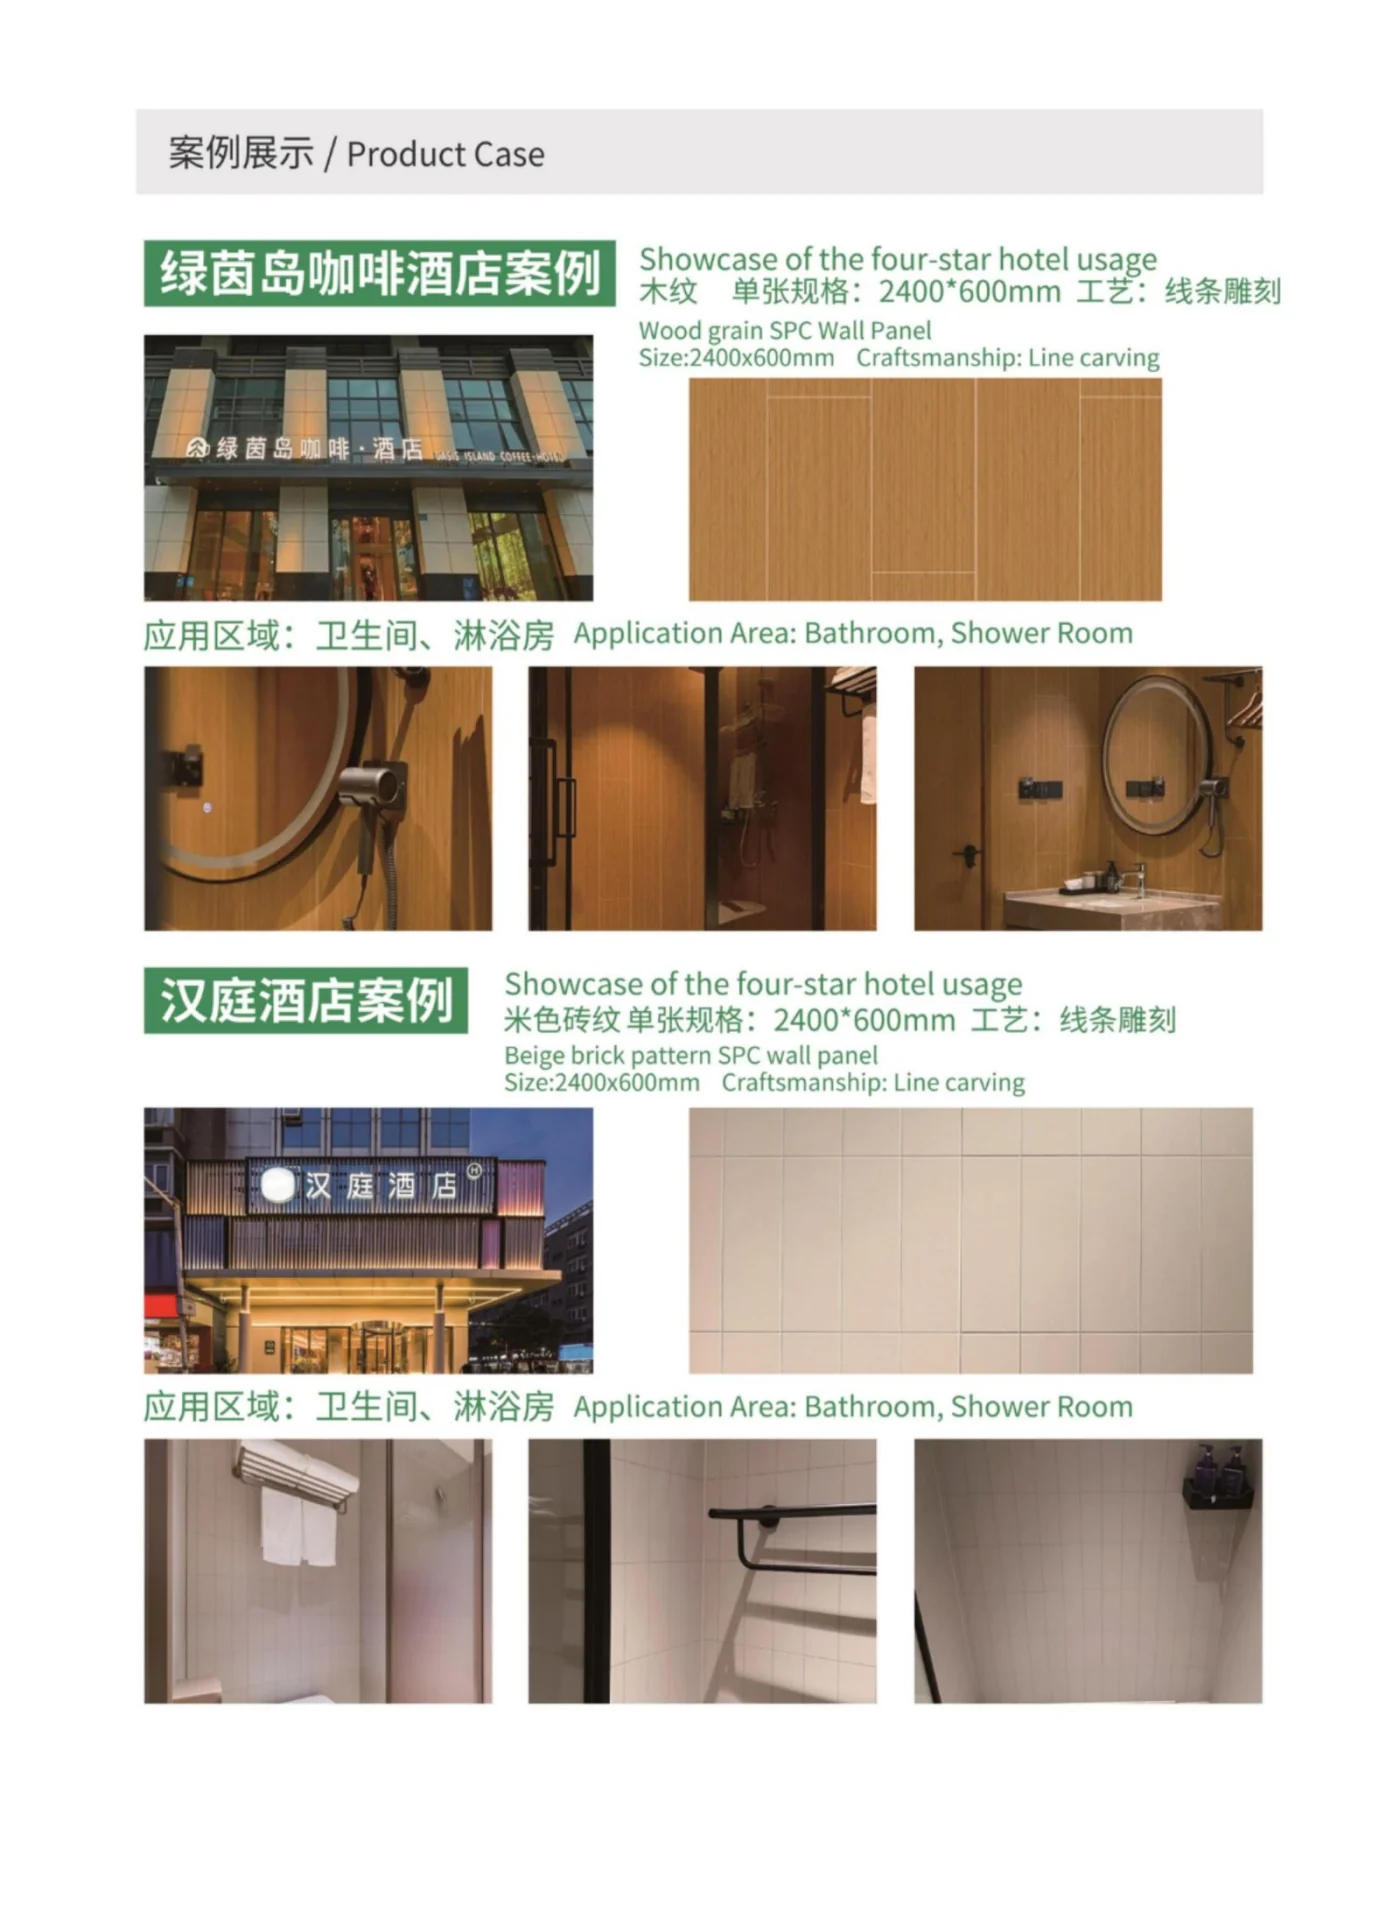 案例展示 / Product Case
绿茵岛咖啡酒店案例
Showcase of the four-star hotel usage
木纹 单张规格：2400*600mm 工艺：线条雕刻
Wood grain SPC Wall Panel
Size:2400x600mm Craftsmanship: Line carving
绿茵岛咖啡·酒店 OASIS ISLAND COFFEE·HOTEL
应用区域：卫生间、淋浴房 Application Area: Bathroom, Shower Room
汉庭酒店案例
Showcase of the four-star hotel usage
米色砖纹 单张规格：2400*600mm 工艺：线条雕刻
Beige brick pattern SPC wall panel
Size:2400x600mm Craftsmanship: Line carving
汉庭酒店 H
应用区域：卫生间、淋浴房 Application Area: Bathroom, Shower Room